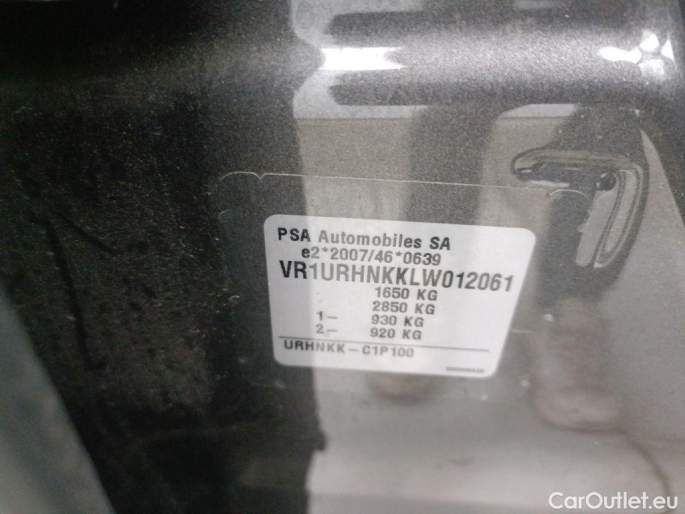 PSA Automobiles SA
e2*2007/46*0639
VR1URHNKKLW012061
1650 KG
2850 KG
1– 930 KG
2– 920 KG
URHNKK – C1P100
CarOutlet.eu